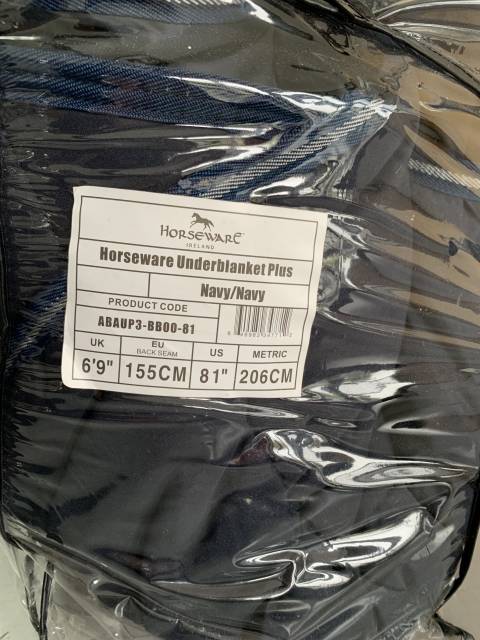 HORSEWARE
IRELAND
Horseware Underblanket Plus
Navy/Navy
PRODUCT CODE
ABAUP3-BB00-81
UK EU US METRIC
BACK SEAM
6'9" 155CM 81" 206CM